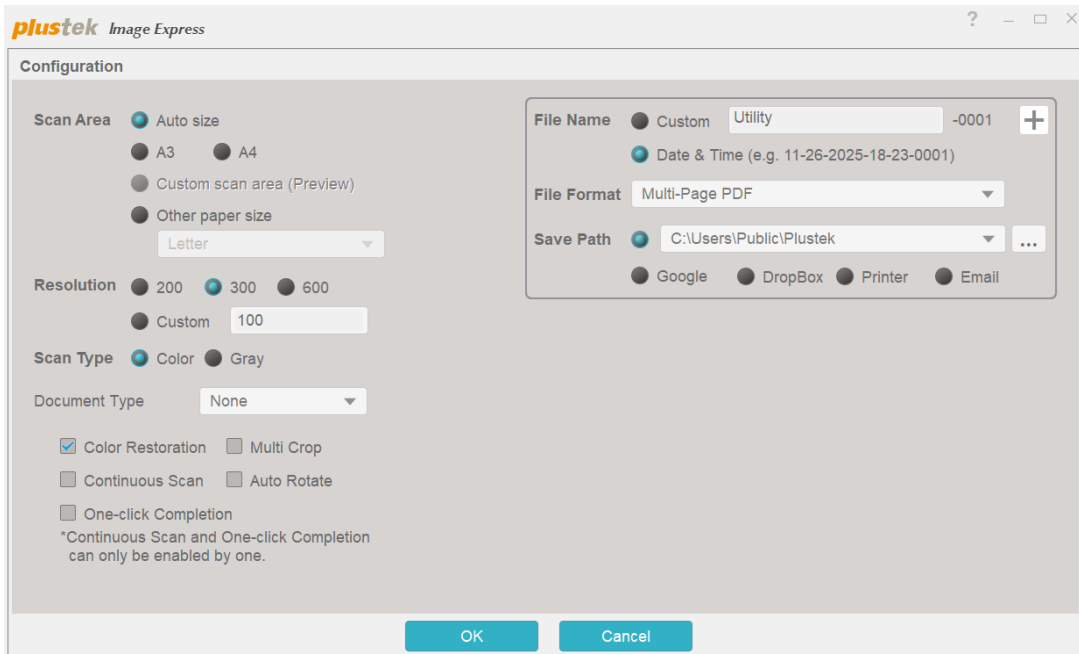 plustek Image Express
?
Configuration
Scan Area Auto size
A3 A4
Custom scan area (Preview)
Other paper size
Letter
Resolution 200 300 600
Custom 100
Scan Type Color Gray
Document Type None
Color Restoration Multi Crop
Continuous Scan Auto Rotate
One-click Completion
*Continuous Scan and One-click Completion
can only be enabled by one.
File Name Custom Utility -0001 +
Date & Time (e.g. 11-26-2025-18-23-0001)
File Format Multi-Page PDF
Save Path C:\Users\Public\Plustek ...
Google DropBox Printer Email
OK Cancel